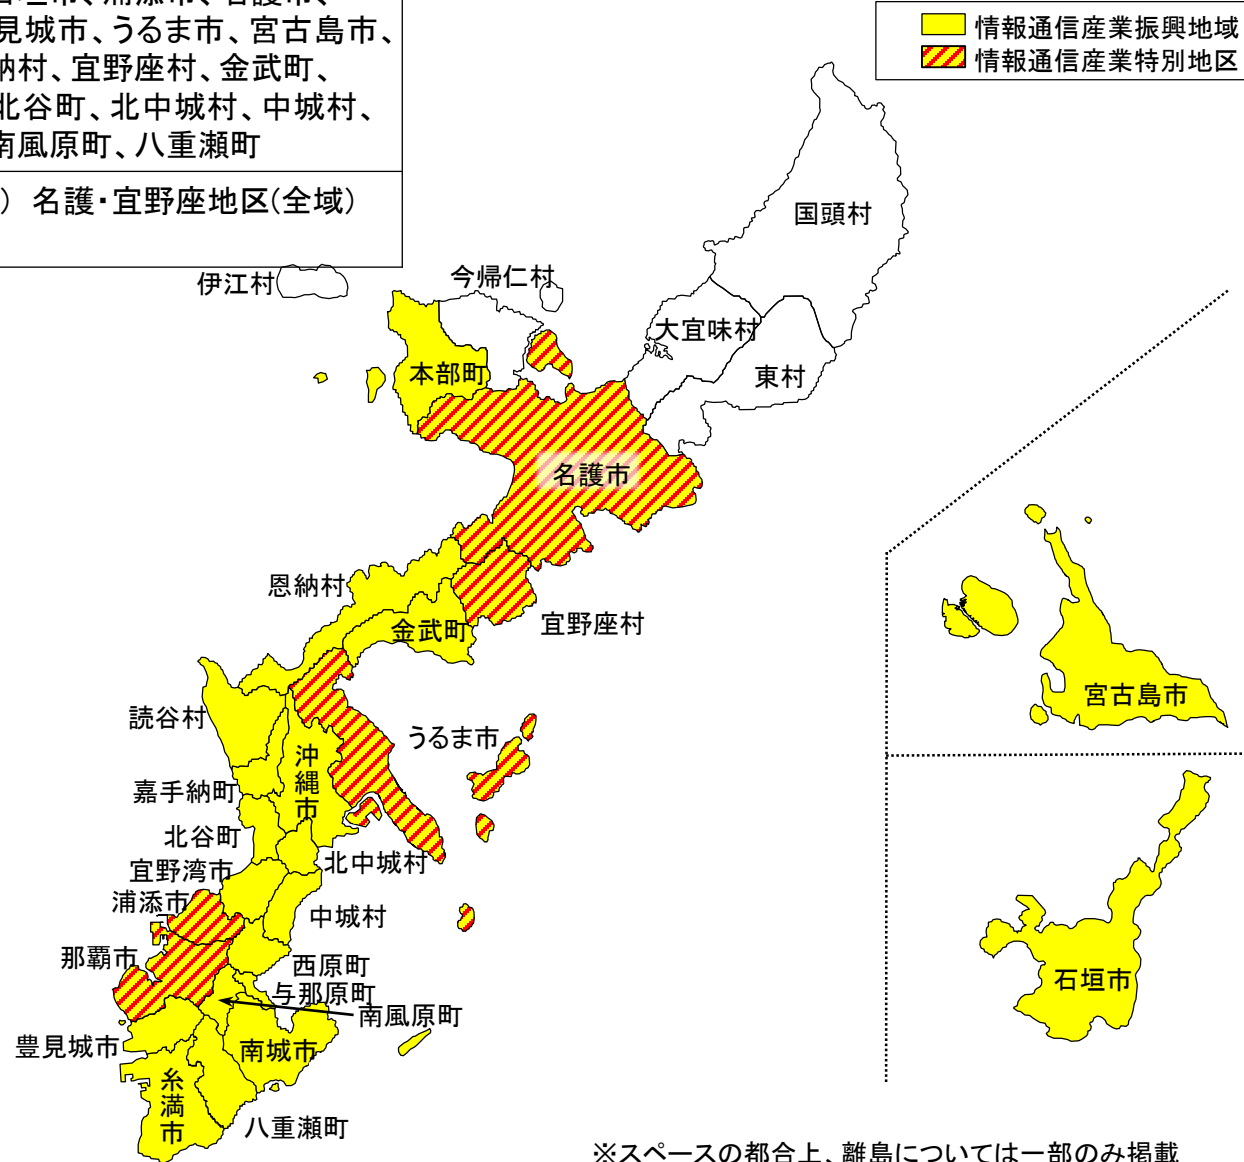 垣市、浦添市、名護市、
見城市、うるま市、宮古島市、
納村、宜野座村、金武町、
北谷町、北中城村、中城村、
南風原町、八重瀬町
) 名護・宜野座地区(全域)
情報通信産業振興地域
情報通信産業特別地区
国頭村
伊江村
今帰仁村
大宜味村
本部町
東村
名護市
恩納村
宜野座村
金武町
宮古島市
読谷村
うるま市
沖縄市
嘉手納町
北谷町
北中城村
宜野湾市
浦添市
中城村
那覇市
西原町
石垣市
与那原町
南風原町
豊見城市
南城市
糸満市
八重瀬町
※スペースの都合上、離島については一部のみ掲載